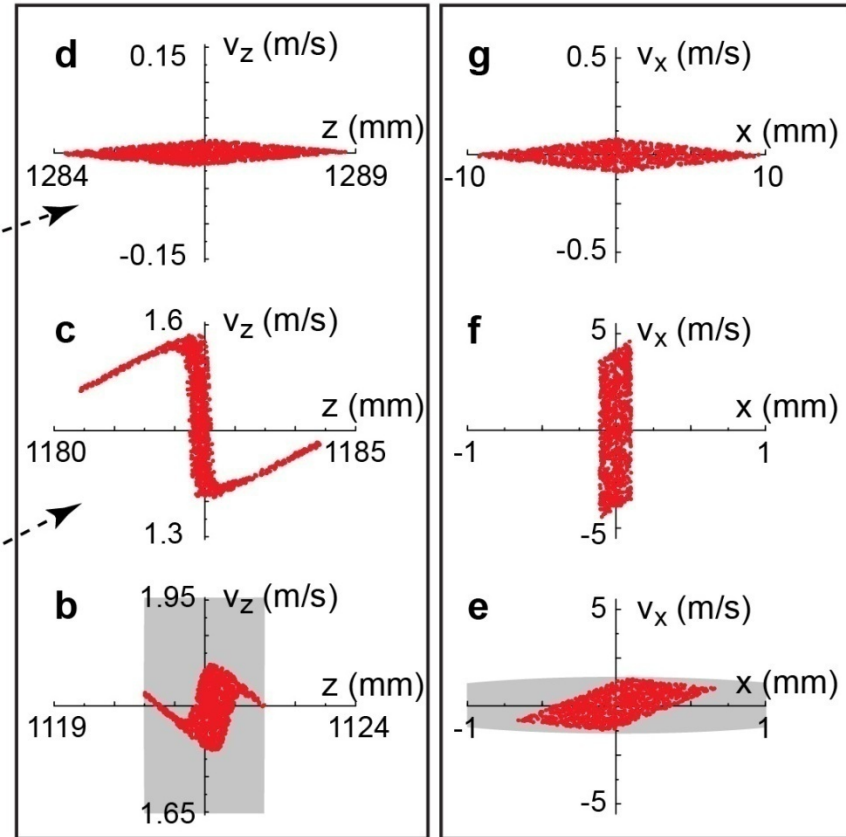 d
v_z (m/s)
0.15
z (mm)
1284
1289
-0.15
c
1.6
v_z (m/s)
z (mm)
1180
1185
1.3
b
1.95
v_z (m/s)
z (mm)
1119
1124
1.65
g
0.5
v_x (m/s)
x (mm)
-10
10
-0.5
f
5
v_x (m/s)
x (mm)
-1
1
-5
e
5
v_x (m/s)
x (mm)
-1
1
-5